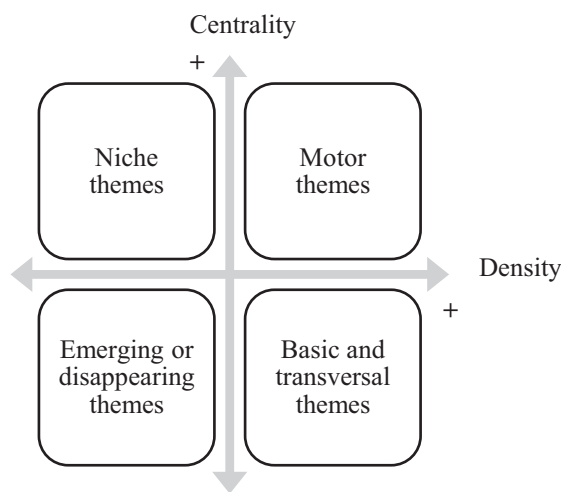 Centrality
+
Niche
themes
Motor
themes
Density
+
Emerging or
disappearing
themes
Basic and
transversal
themes